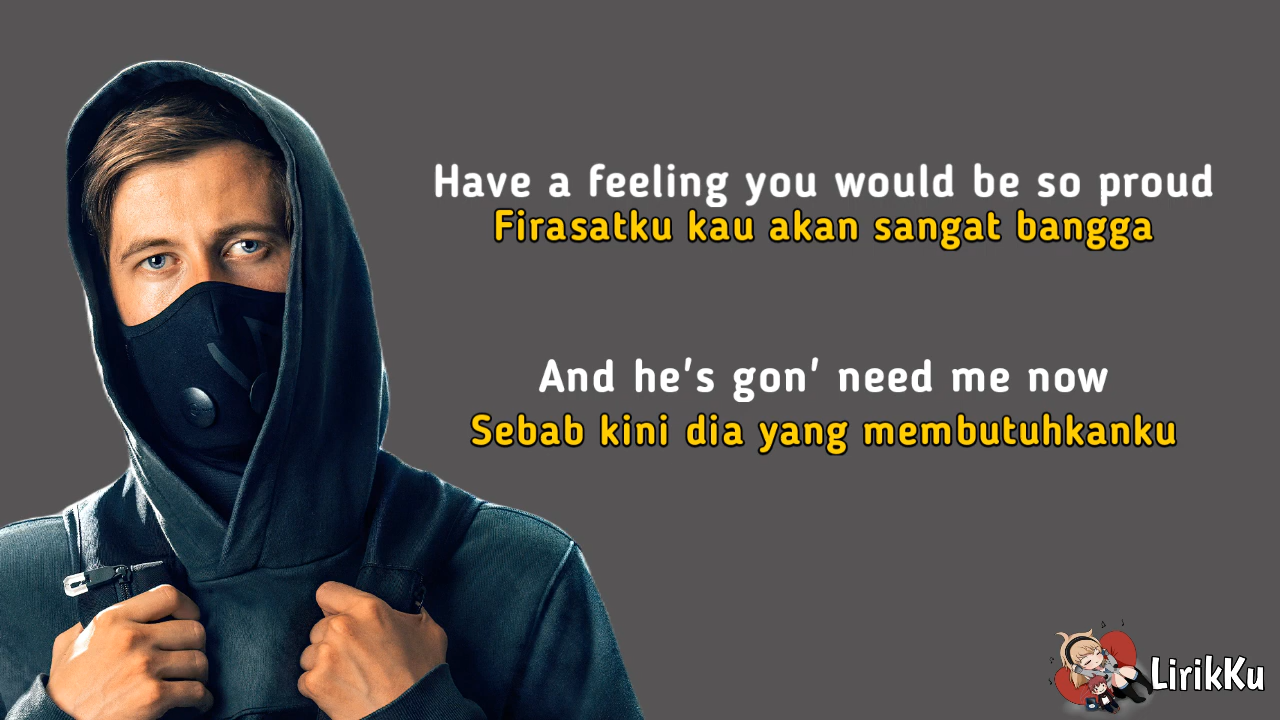 Have a feeling you would be so proud
Firasatku kau akan sangat bangga
And he's gon' need me now
Sebab kini dia yang membutuhkanku
LirikKu